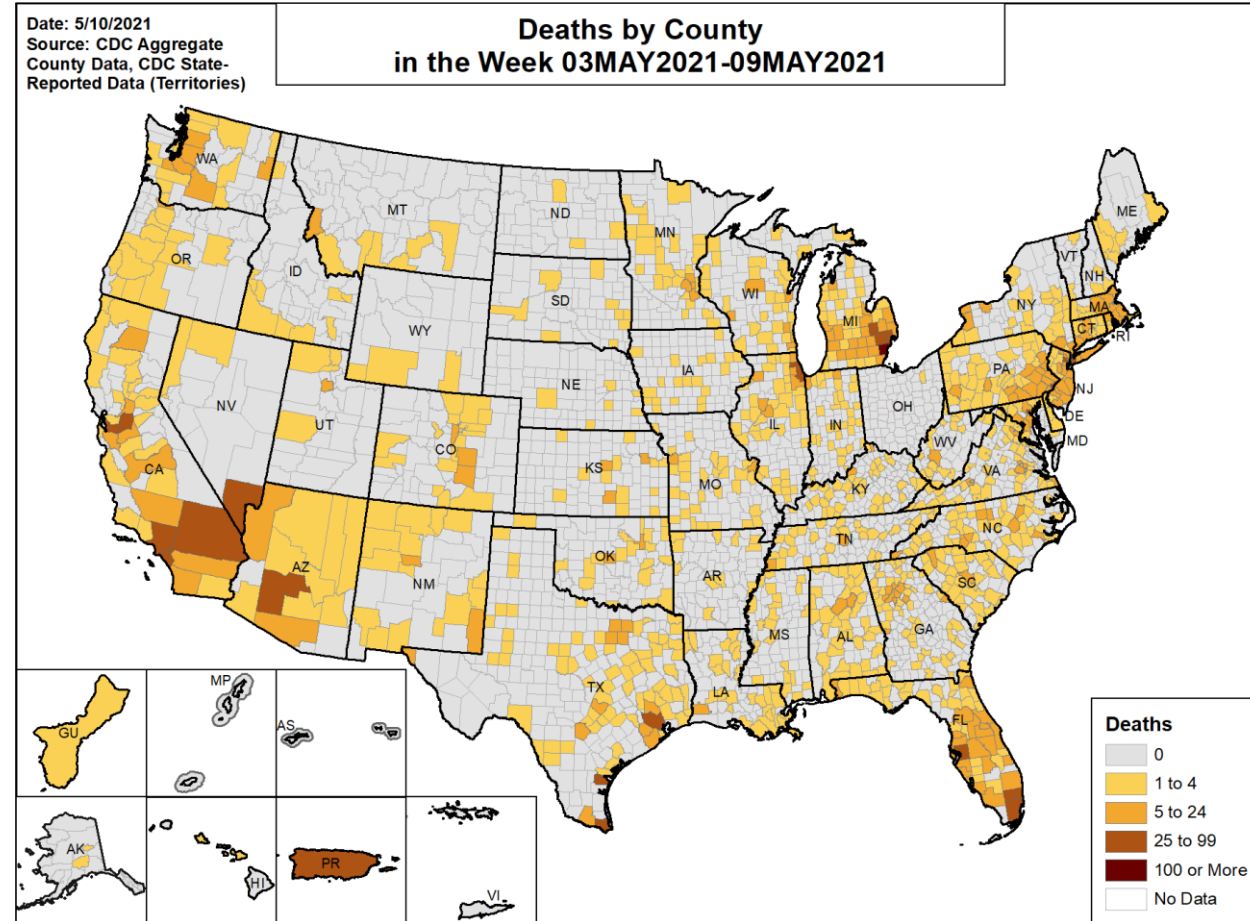 Date: 5/10/2021
Source: CDC Aggregate
County Data, CDC State-
Reported Data (Territories)
Deaths by County
in the Week 03MAY2021-09MAY2021
WA
MT
ND
MN
ME
OR
ID
SD
WI
MI
VT
NH
NY
MA
CT
RI
WY
IA
NE
PA
NJ
NV
UT
CO
IL
IN
OH
DE
MD
WV
VA
CA
KS
MO
KY
AZ
NM
OK
AR
TN
NC
SC
MS
AL
GA
TX
LA
FL
GU
MP
AS
AK
HI
PR
VI
Deaths
0
1 to 4
5 to 24
25 to 99
100 or More
No Data